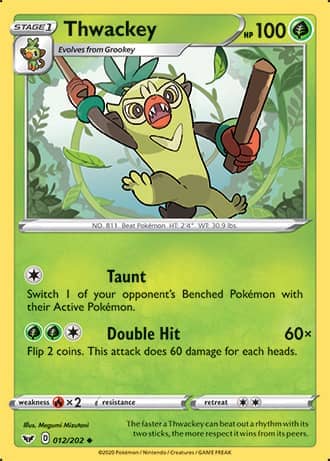 STAGE 1
Thwackey
HP 100
Evolves from Grookey
NO. 811 Beat Pokémon HT: 2'4" WT: 30.9 lbs.
Taunt
Switch 1 of your opponent's Benched Pokémon with
their Active Pokémon.
Double Hit 60×
Flip 2 coins. This attack does 60 damage for each heads.
weakness ×2 resistance retreat
Illus. Megumi Mizutani
D 012/202
The faster a Thwackey can beat out a rhythm with its
two sticks, the more respect it wins from its peers.
©2020 Pokémon / Nintendo / Creatures / GAME FREAK